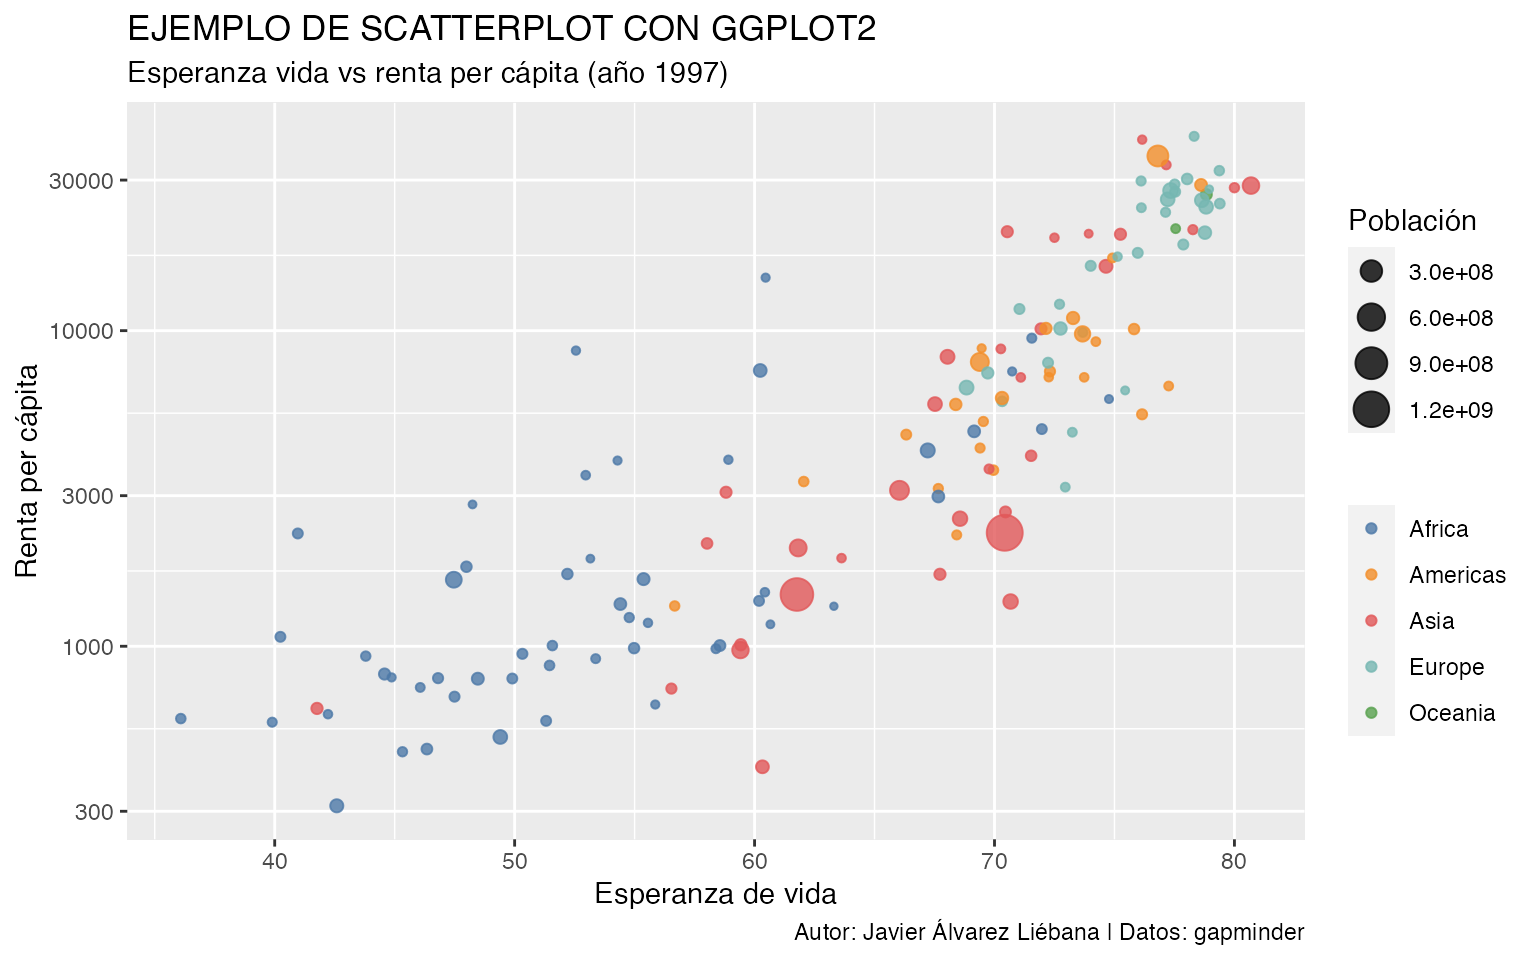 EJEMPLO DE SCATTERPLOT CON GGPLOT2
Esperanza vida vs renta per cápita (año 1997)
Renta per cápita
30000
10000
3000
1000
300
40 50 60 70 80
Esperanza de vida
Población
3.0e+08
6.0e+08
9.0e+08
1.2e+09
Africa
Americas
Asia
Europe
Oceania
Autor: Javier Álvarez Liébana | Datos: gapminder